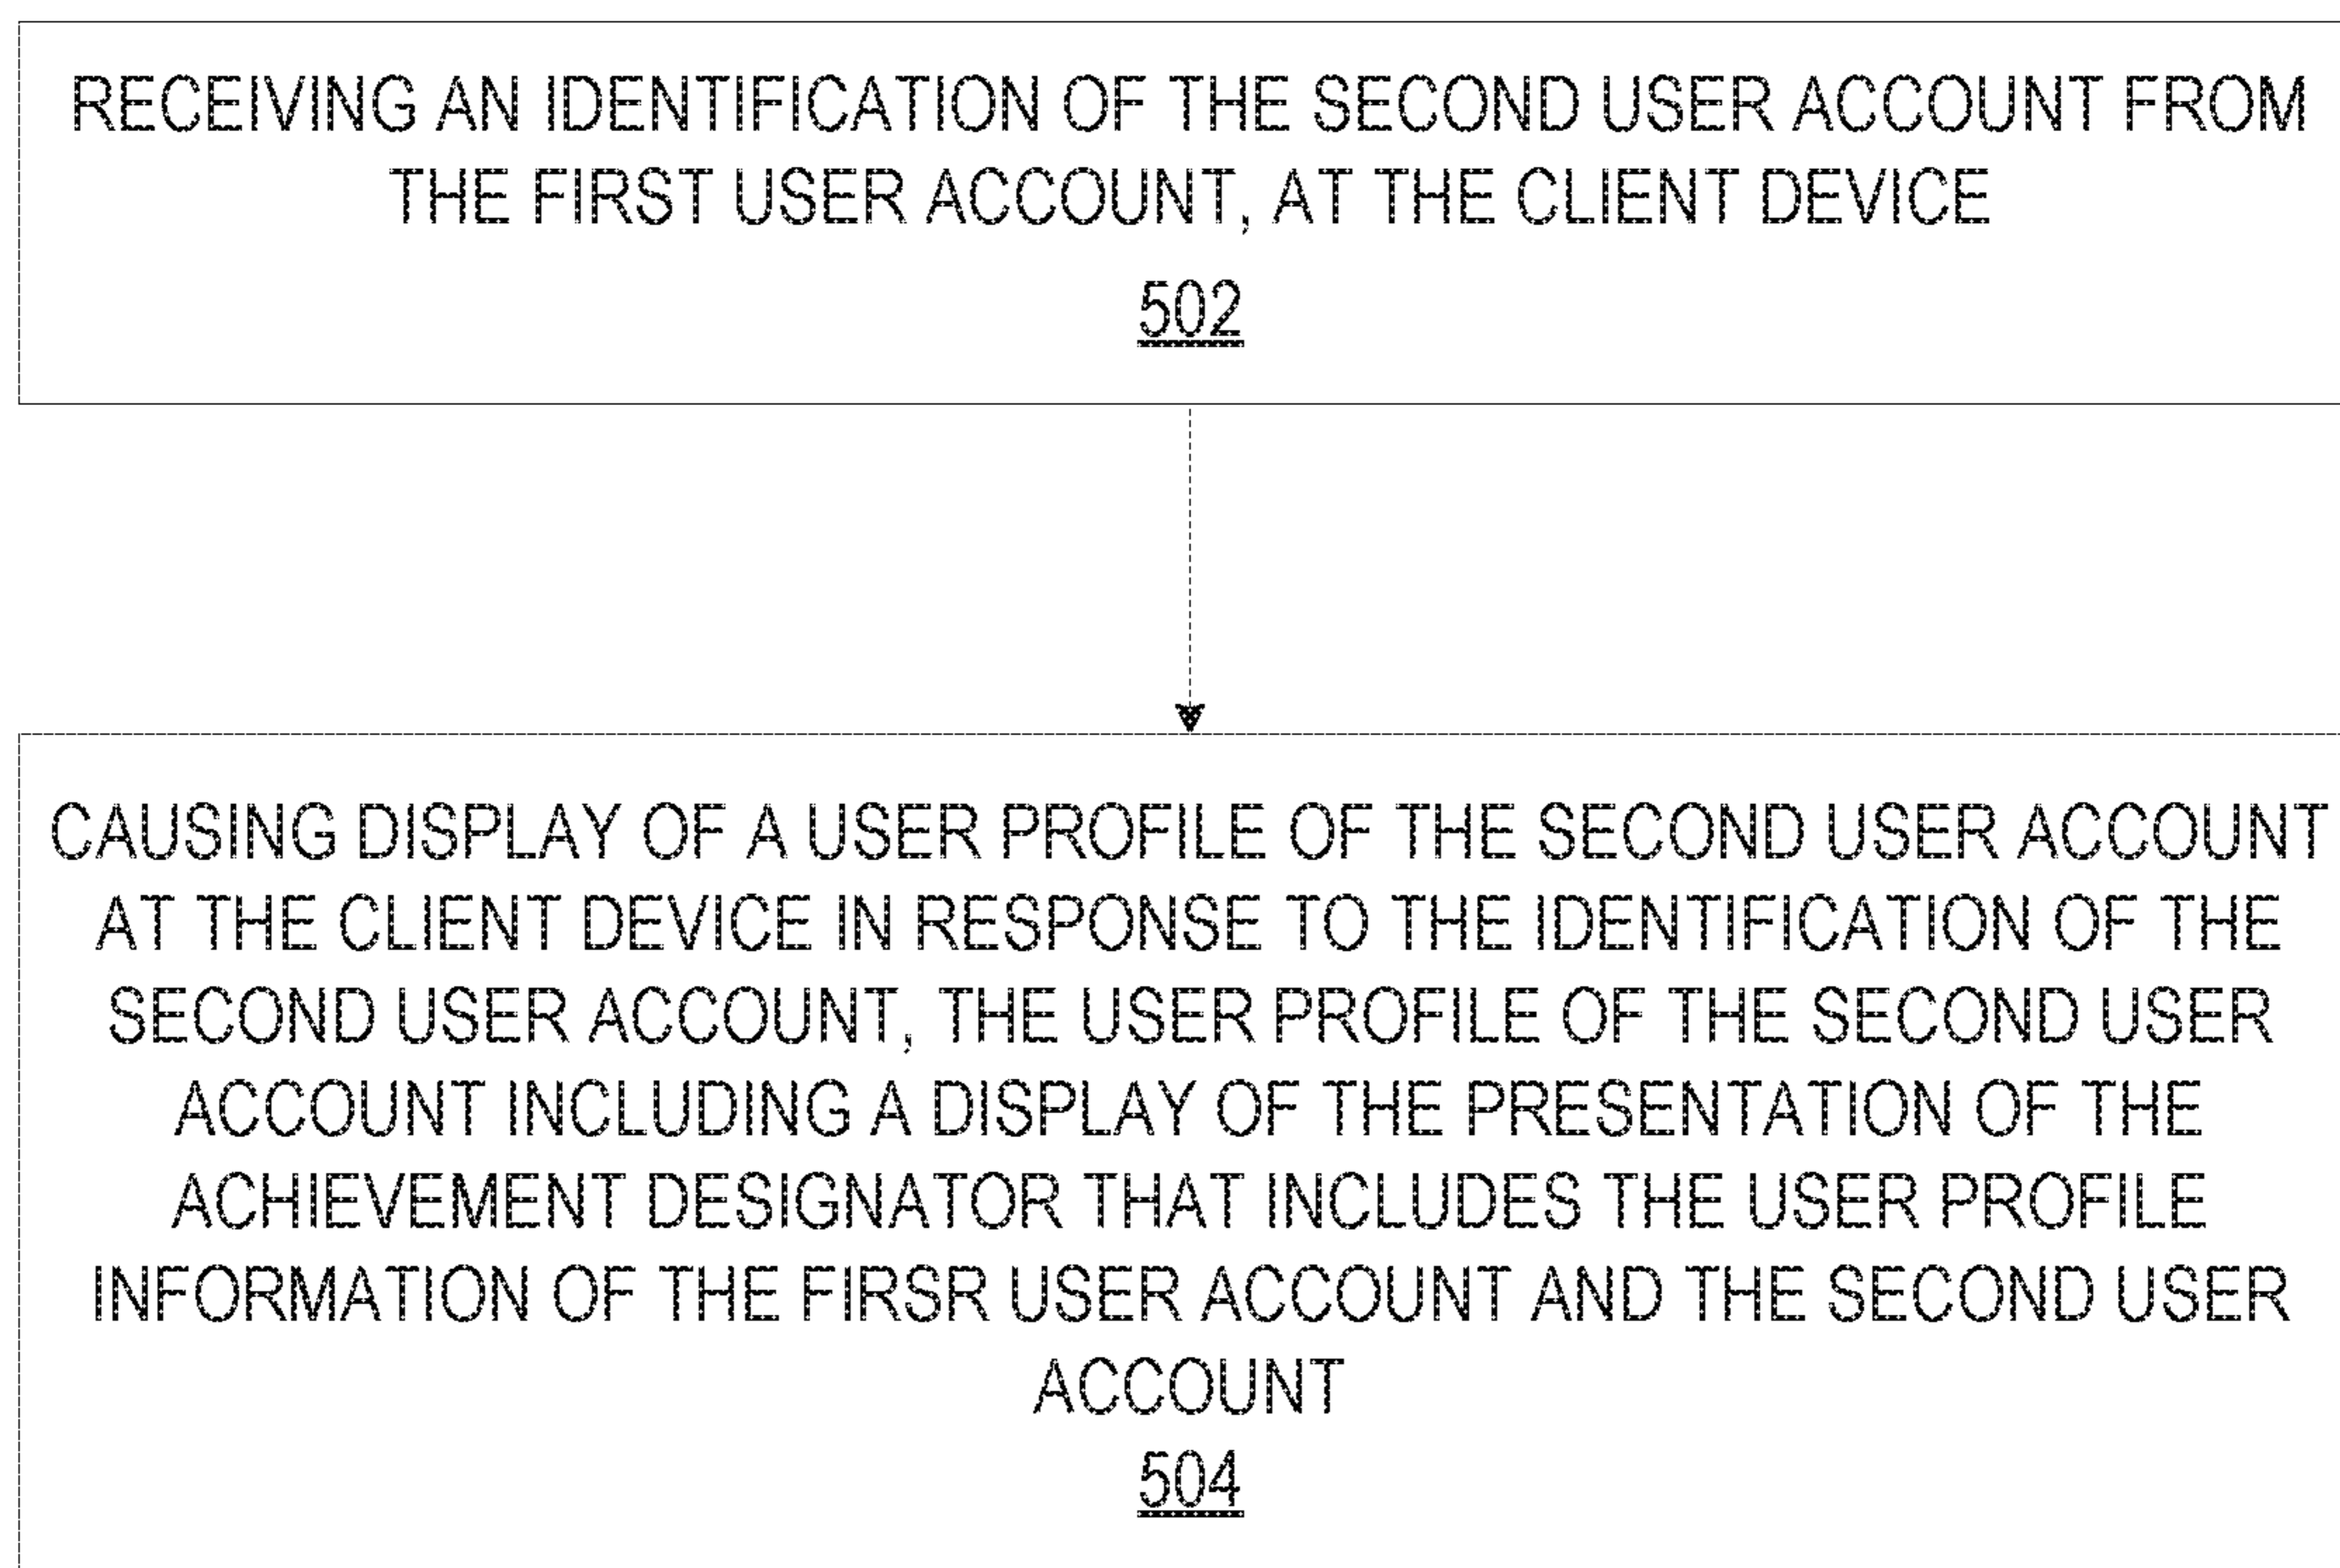 RECEIVING AN IDENTIFICATION OF THE SECOND USER ACCOUNT FROM
THE FIRST USER ACCOUNT, AT THE CLIENT DEVICE
502
CAUSING DISPLAY OF A USER PROFILE OF THE SECOND USER ACCOUNT
AT THE CLIENT DEVICE IN RESPONSE TO THE IDENTIFICATION OF THE
SECOND USER ACCOUNT, THE USER PROFILE OF THE SECOND USER
ACCOUNT INCLUDING A DISPLAY OF THE PRESENTATION OF THE
ACHIEVEMENT DESIGNATOR THAT INCLUDES THE USER PROFILE
INFORMATION OF THE FIRSR USER ACCOUNT AND THE SECOND USER
ACCOUNT
504